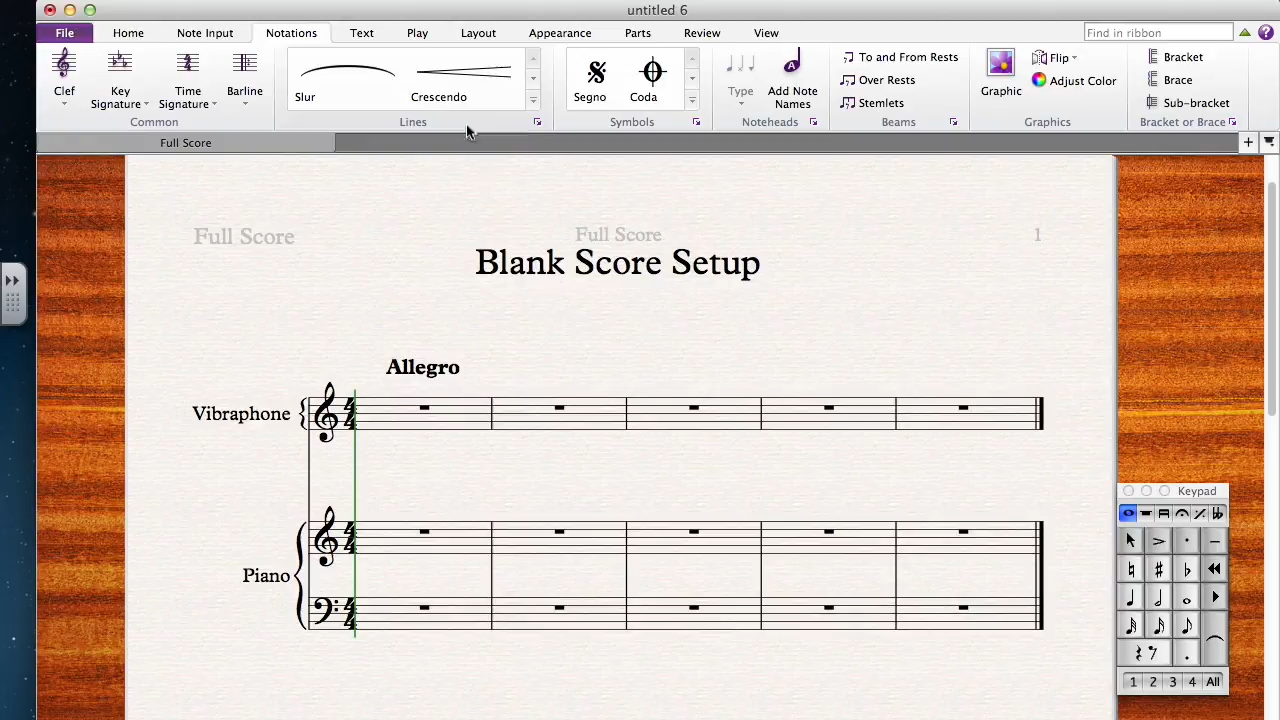 untitled 6
File Home Note Input Notations Text Play Layout Appearance Parts Review View Find in ribbon
Clef
Key Signature
Time Signature
Barline
Common
Slur
Crescendo
Lines
Segno
Coda
Symbols
Type
Add Note Names
Noteheads
To and From Rests
Over Rests
Stemlets
Beams
Graphic
Flip
Adjust Color
Graphics
Bracket
Brace
Sub-bracket
Bracket or Brace
Full Score
Full Score
Full Score
1
Blank Score Setup
Allegro
Vibraphone
Piano
Keypad
1 2 3 4 All